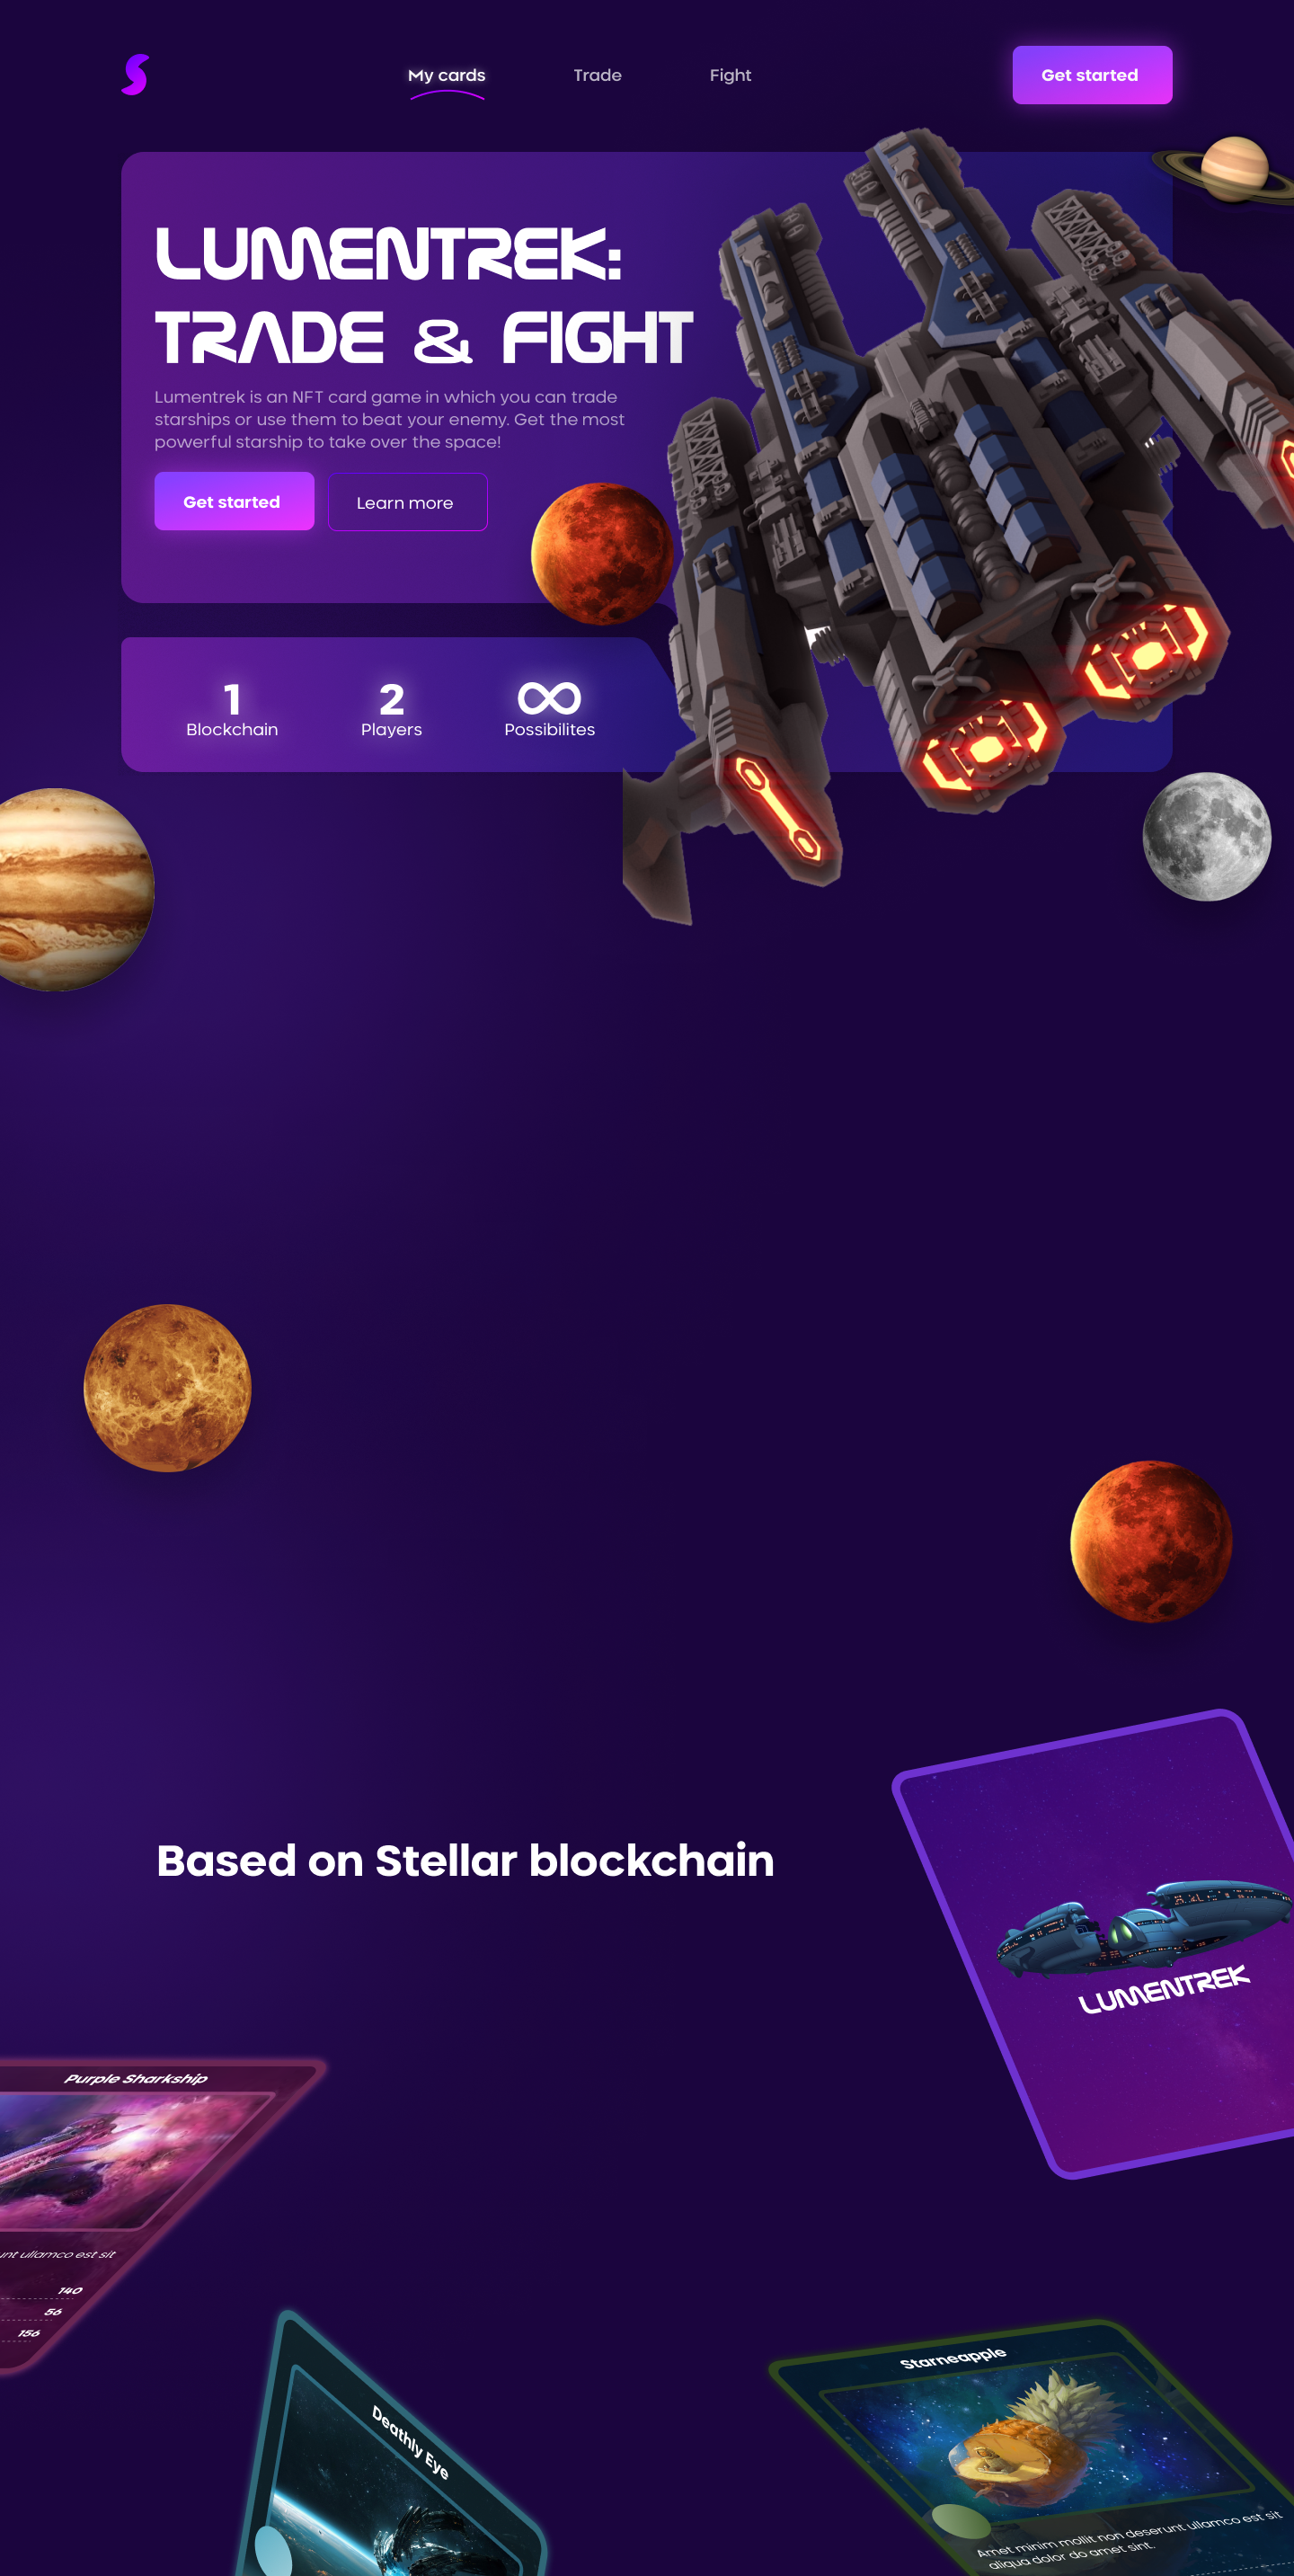 My cards
Trade
Fight
Get started
LUMENTREK:
TRADE & FIGHT
Lumentrek is an NFT card game in which you can trade
starships or use them to beat your enemy. Get the most
powerful starship to take over the space!
Get started
Learn more
1
Blockchain
2
Players
∞
Possibilites
Based on Stellar blockchain
LUMENTREK
Purple Sharkship
ullamco est sit
140
56
156
Deathly Eye
Starneapple
Amet minim mollit non deserunt ullamco est sit
aliqua dolor do amet sint.